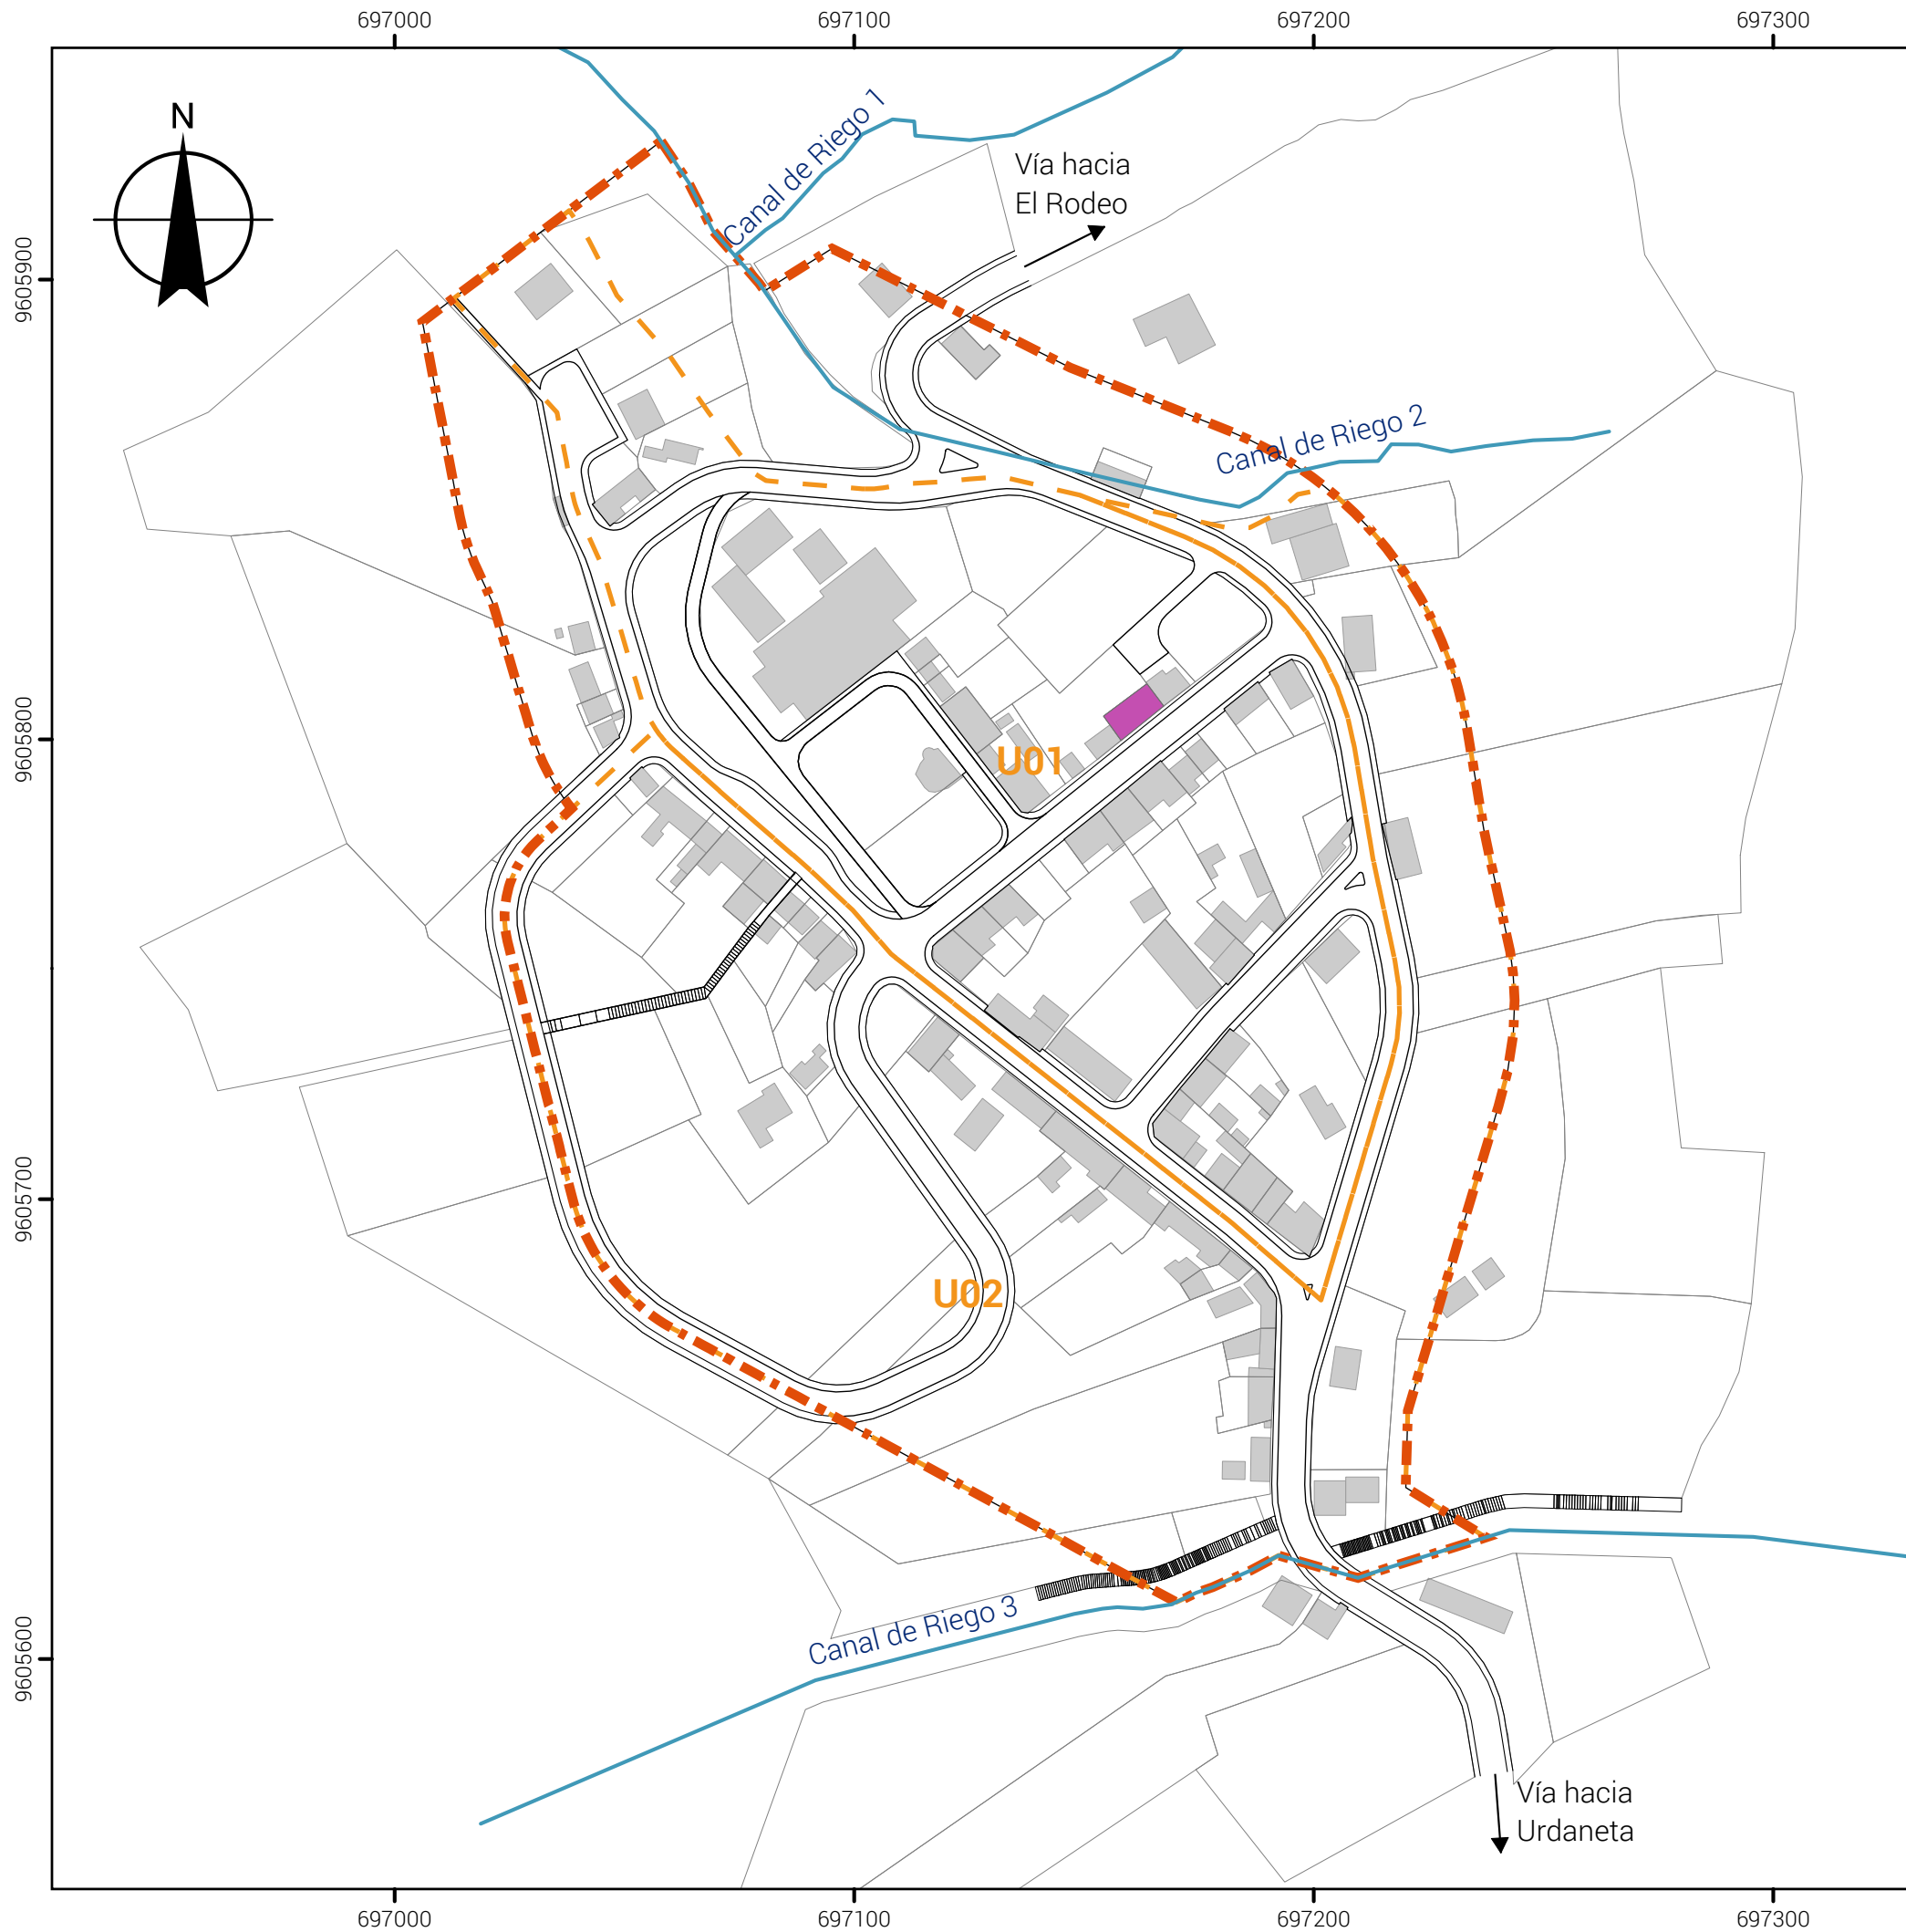 697000
697100
697200
697300
N
Canal de Riego 1
Vía hacia
El Rodeo
9605900
Canal de Riego 2
9605800
U01
9605700
U02
9605600
Canal de Riego 3
Vía hacia
Urdaneta
697000
697100
697200
697300